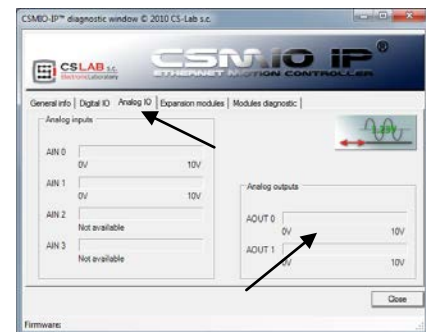 CSMIO-IP™ diagnostic window © 2010 CS-Lab s.c.
CSLAB s.c.
ElectronicLaboratory
CSMIO IP®
ETHERNET MOTION CONTROLLER
General info | Digital IO | Analog IO | Expansion modules | Modules diagnostic
Analog inputs
AIN 0
0V 10V
AIN 1
0V 10V
AIN 2
Not available
AIN 3
Not available
Analog outputs
AOUT 0
0V 10V
AOUT 1
0V 10V
Close
Firmware: